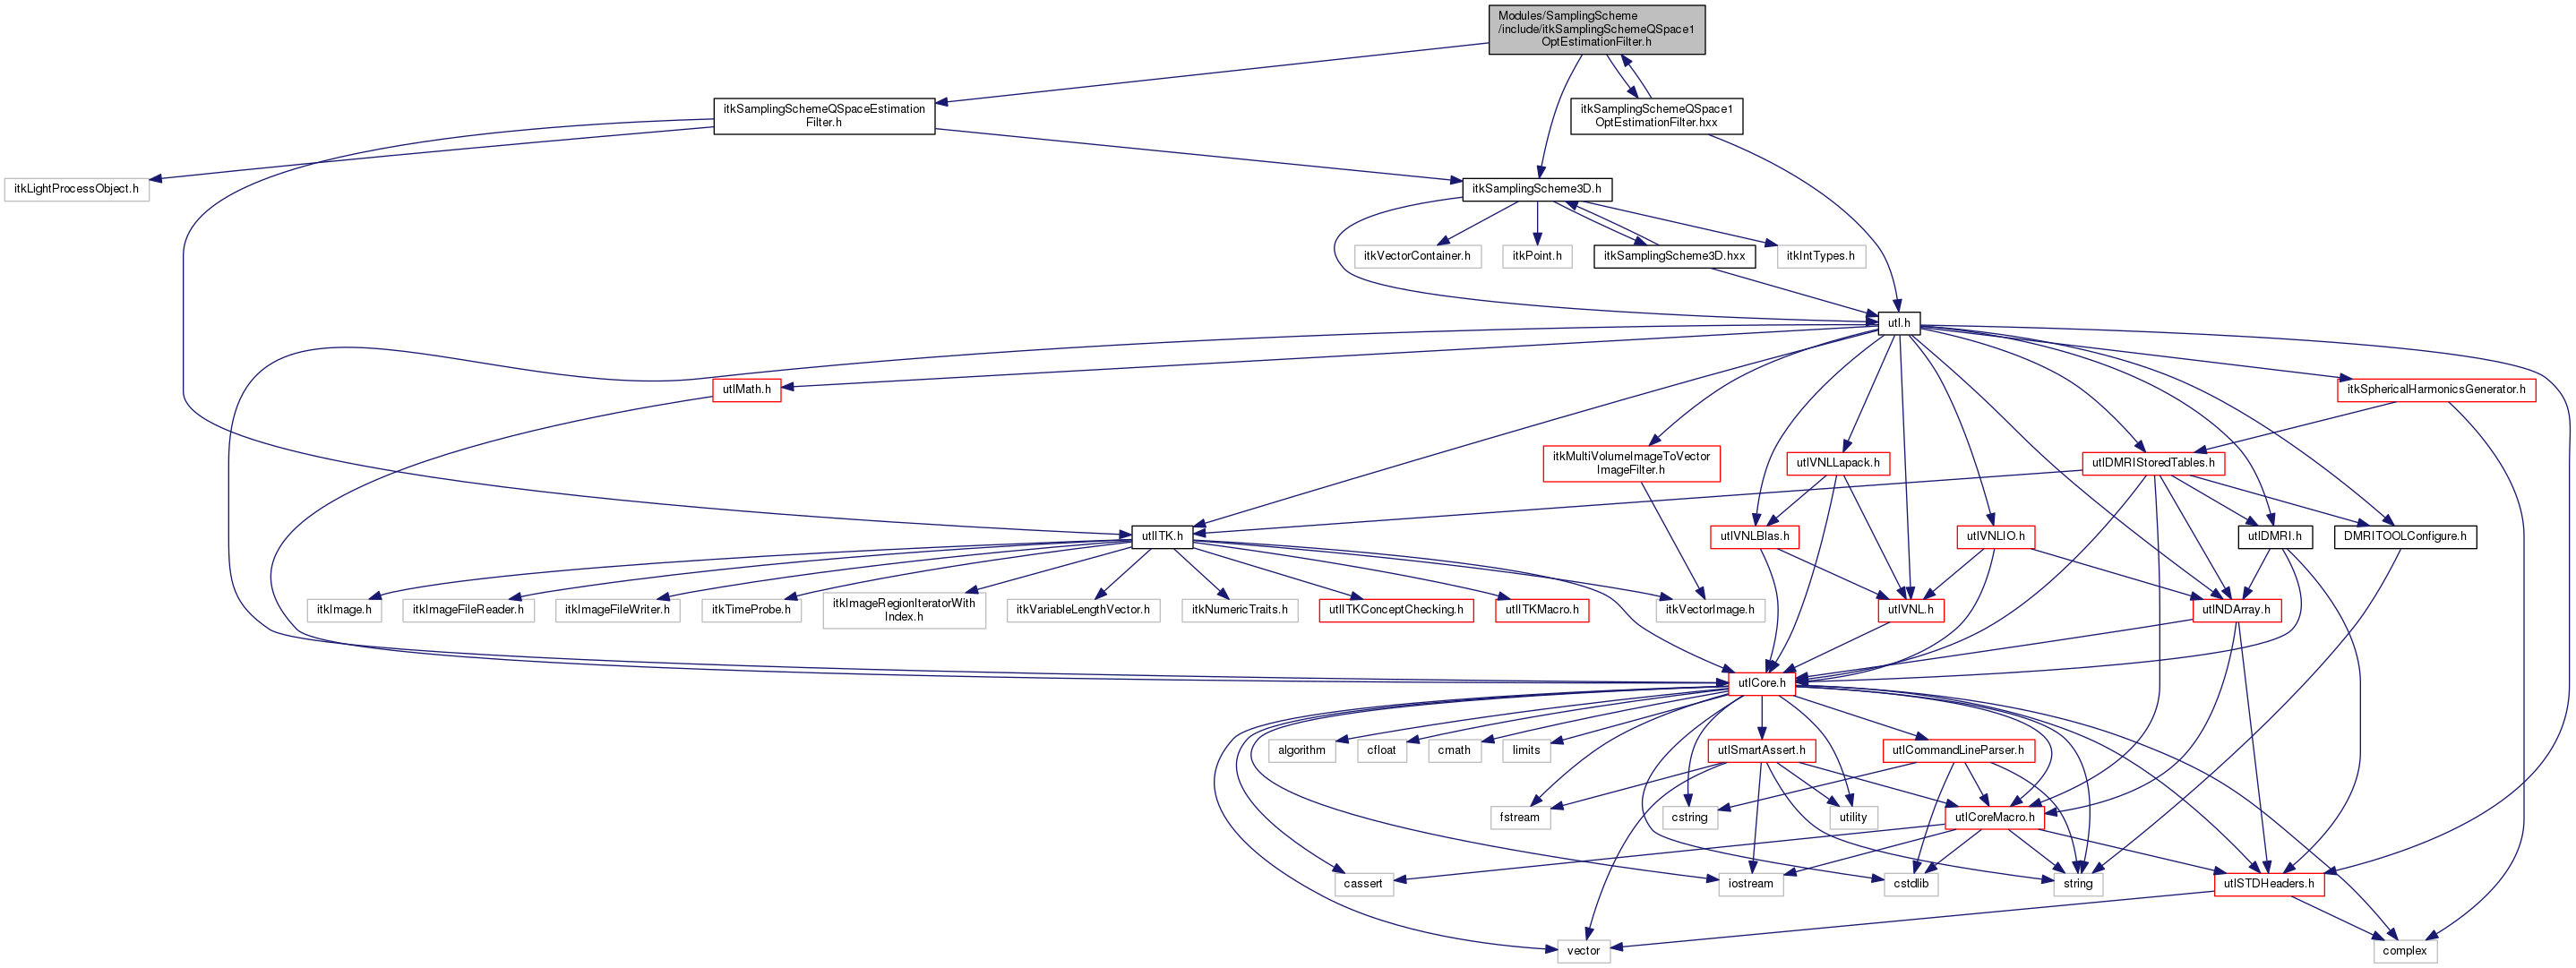 Modules/SamplingScheme
/include/itkSamplingSchemeQSpace1
OptEstimationFilter.h
itkSamplingSchemeQSpaceEstimation
Filter.h
itkSamplingSchemeQSpace1
OptEstimationFilter.hxx
itkLightProcessObject.h
itkSamplingScheme3D.h
itkVectorContainer.h
itkPoint.h
itkSamplingScheme3D.hxx
itkIntTypes.h
utl.h
utlMath.h
itkSphericalHarmonicsGenerator.h
itkMultiVolumeImageToVector
ImageFilter.h
utlVNLLapack.h
utlDMRIStoredTables.h
utlITK.h
utlVNLBlas.h
utlVNLIO.h
utlDMRI.h
DMRITOOLConfigure.h
itkImage.h
itkImageFileReader.h
itkImageFileWriter.h
itkTimeProbe.h
itkImageRegionIteratorWith
Index.h
itkVariableLengthVector.h
itkNumericTraits.h
utlITKConceptChecking.h
utlITKMacro.h
itkVectorImage.h
utlVNL.h
utlNDArray.h
utlCore.h
algorithm
cfloat
cmath
limits
utlSmartAssert.h
utlCommandLineParser.h
fstream
cstring
utility
utlCoreMacro.h
cassert
iostream
cstdlib
string
utlSTDHeaders.h
vector
complex